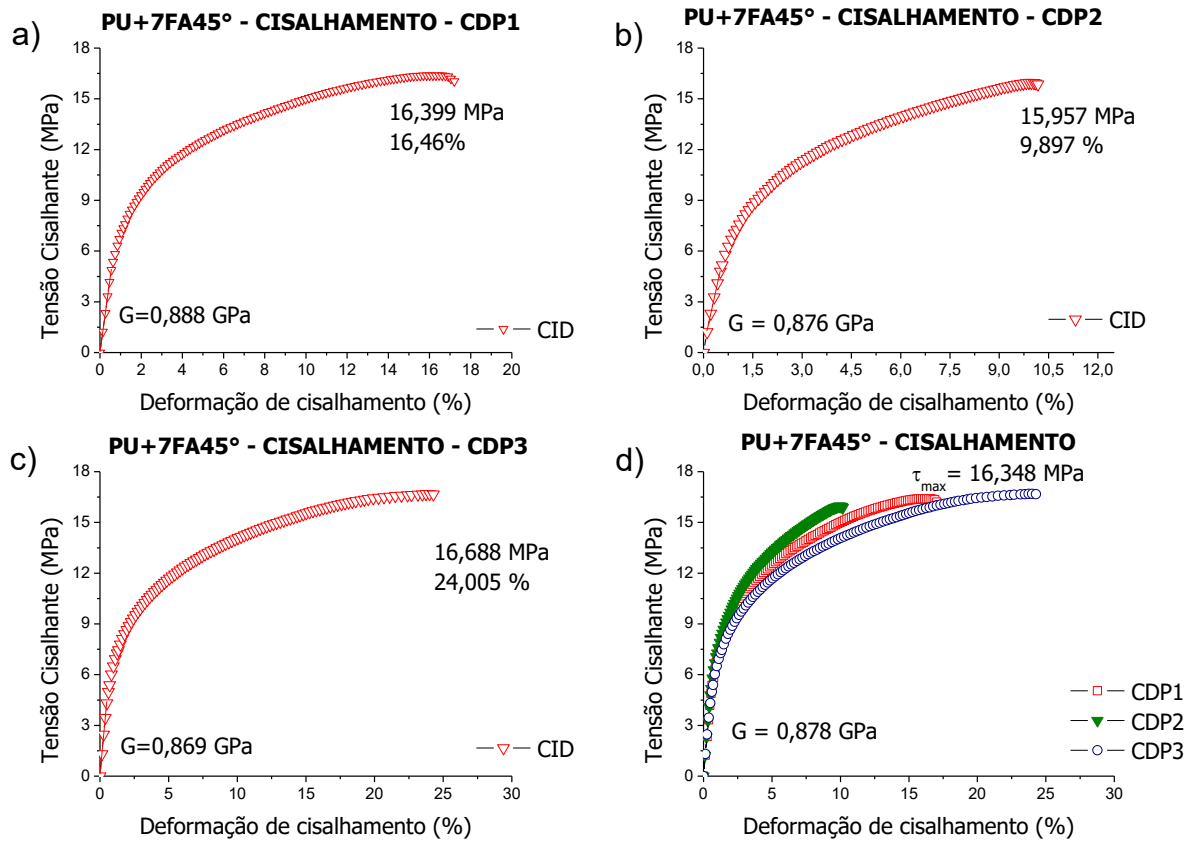 a)
PU+7FA45° - CISALHAMENTO - CDP1
Tensão Cisalhante (MPa)
18
15
12
9
6
3
0
16,399 MPa
16,46%
G=0,888 GPa
CID
0 2 4 6 8 10 12 14 16 18 20
Deformação de cisalhamento (%)
b)
PU+7FA45° - CISALHAMENTO - CDP2
Tensão Cisalhante (MPa)
18
15
12
9
6
3
0
15,957 MPa
9,897 %
G = 0,876 GPa
CID
0,0 1,5 3,0 4,5 6,0 7,5 9,0 10,5 12,0
Deformação de cisalhamento (%)
c)
PU+7FA45° - CISALHAMENTO - CDP3
Tensão Cisalhante (MPa)
18
15
12
9
6
3
0
16,688 MPa
24,005 %
G=0,869 GPa
CID
0 5 10 15 20 25 30
Deformação de cisalhamento (%)
d)
PU+7FA45° - CISALHAMENTO
Tensão Cisalhante (MPa)
18
15
12
9
6
3
0
τmax = 16,348 MPa
CDP1
CDP2
CDP3
G = 0,878 GPa
0 5 10 15 20 25 30
Deformação de cisalhamento (%)